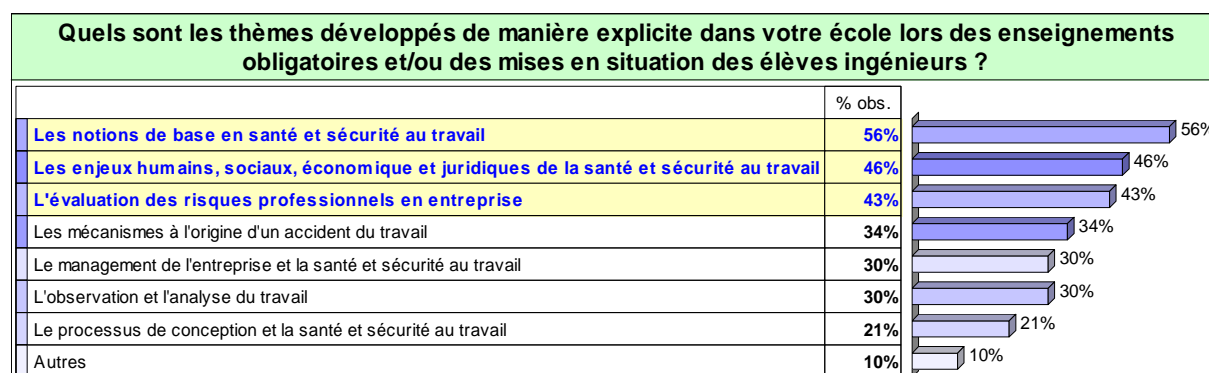 Quels sont les thèmes développés de manière explicite dans votre école lors des enseignements
obligatoires et/ou des mises en situation des élèves ingénieurs ?
% obs.
Les notions de base en santé et sécurité au travail 56% 56%
Les enjeux humains, sociaux, économique et juridiques de la santé et sécurité au travail 46% 46%
L'évaluation des risques professionnels en entreprise 43% 43%
Les mécanismes à l'origine d'un accident du travail 34% 34%
Le management de l'entreprise et la santé et sécurité au travail 30% 30%
L'observation et l'analyse du travail 30% 30%
Le processus de conception et la santé et sécurité au travail 21% 21%
Autres 10% 10%